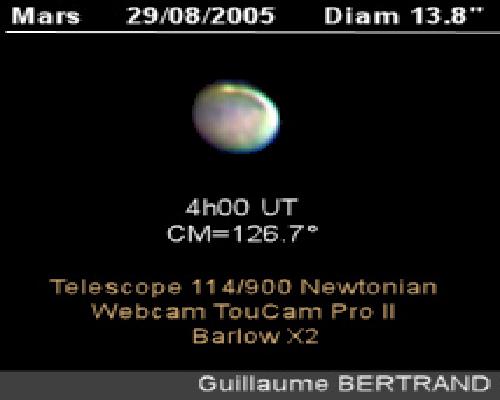 Mars 29/08/2005 Diam 13.8"
4h00 UT
CM=126.7°
Telescope 114/900 Newtonian
Webcam TouCam Pro II
Barlow X2
Guillaume BERTRAND